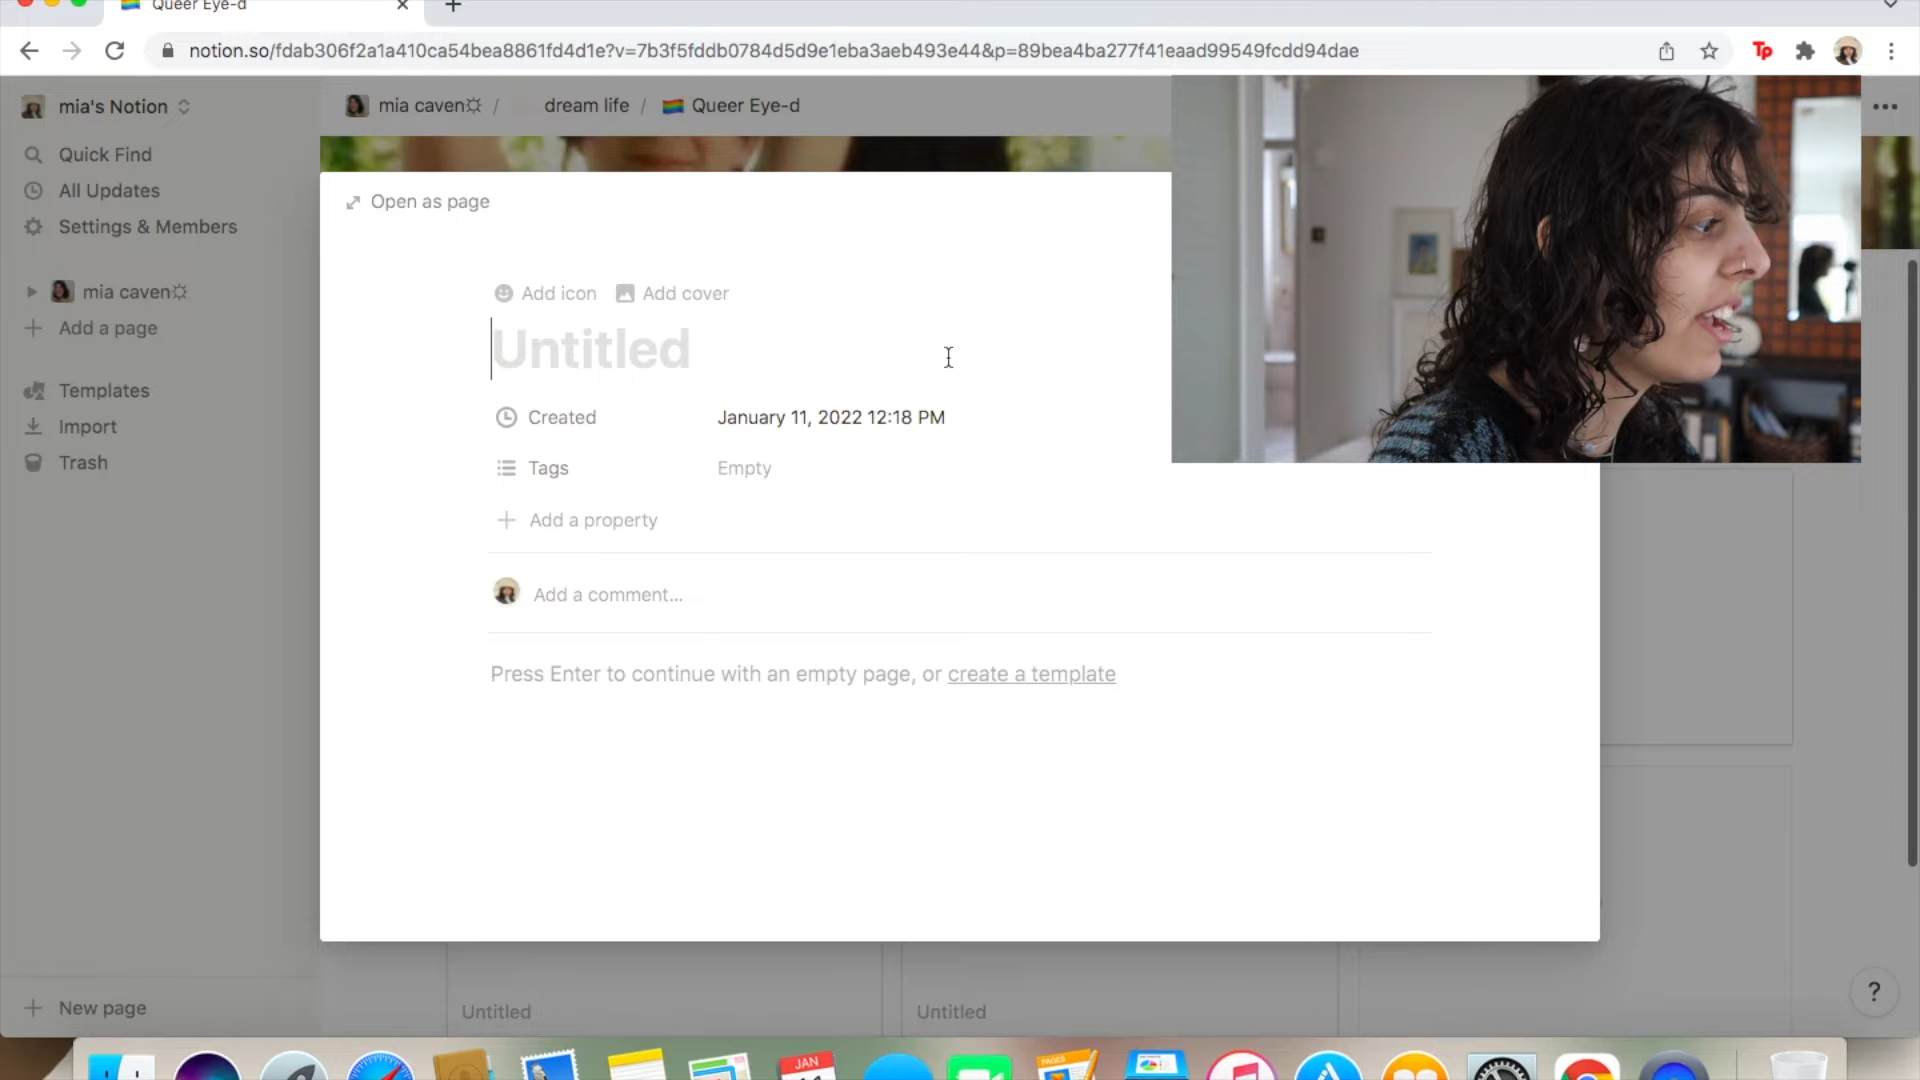 Queer Eye-d
notion.so/fdab306f2a1a410ca54bea8861fd4d1e?v=7b3f5fddb0784d5d9e1eba3aeb493e44&p=89bea4ba277f41eaad99549fcdd94dae
Tp
mia's Notion
mia caven☼ / dream life / Queer Eye-d
Quick Find
All Updates
Settings & Members
mia caven☼
Add a page
Templates
Import
Trash
New page
Open as page
Add icon Add cover
Untitled
Created January 11, 2022 12:18 PM
Tags Empty
Add a property
Add a comment...
Press Enter to continue with an empty page, or create a template
Untitled Untitled
?
JAN
PAGES